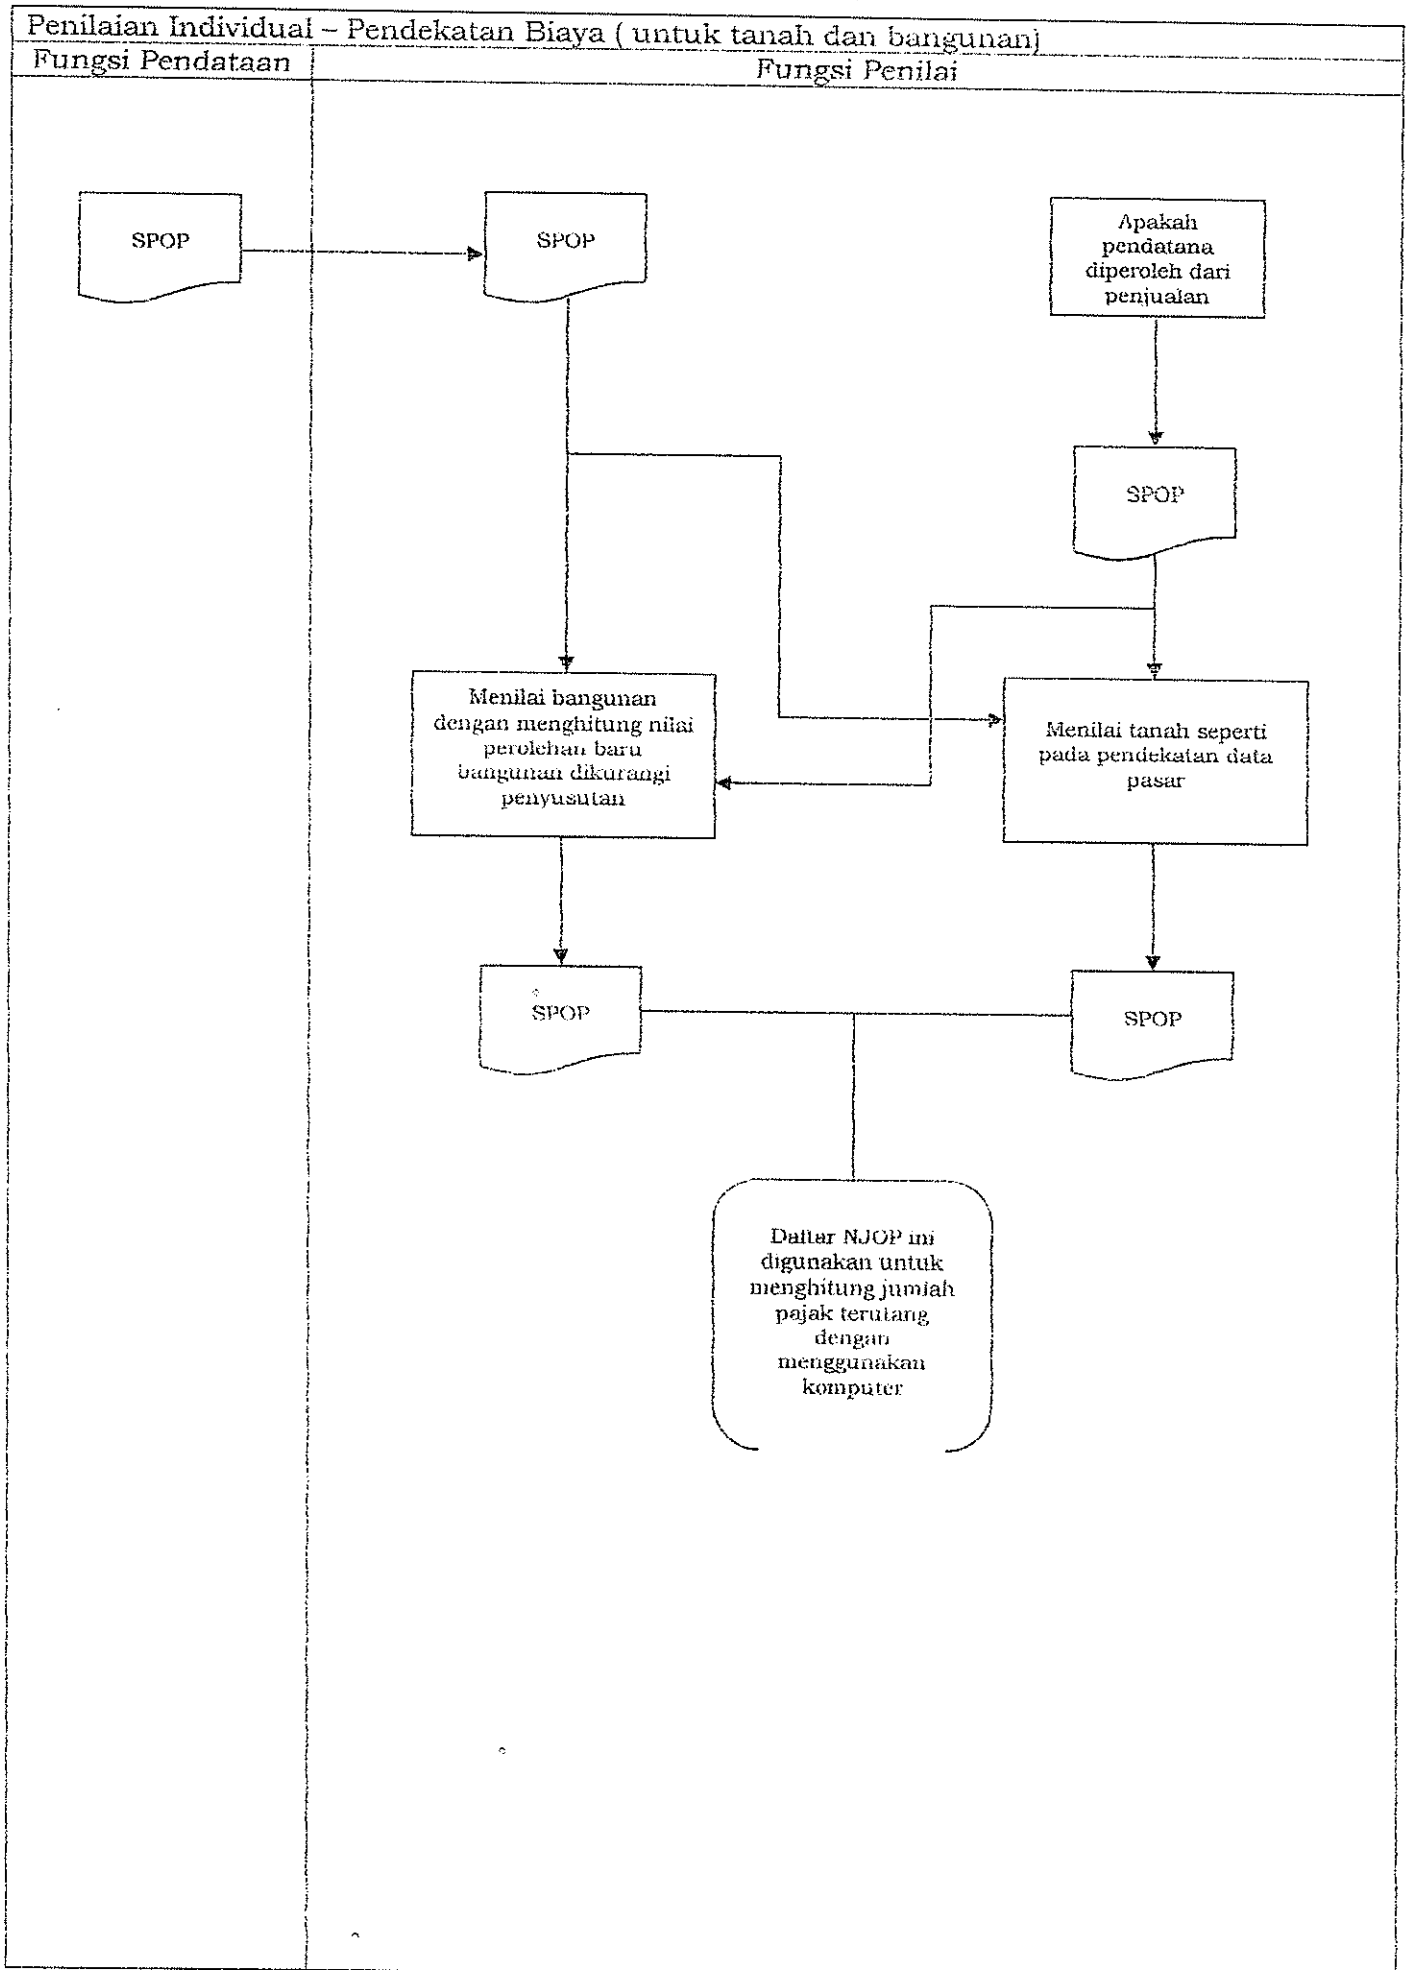 Penilaian Individual – Pendekatan Biaya ( untuk tanah dan bangunan)
Fungsi Pendataan
Fungsi Penilai
SPOP
SPOP
Apakah
pendatana
diperoleh dari
penjualan
SPOP
Menilai bangunan
dengan menghitung nilai
perolehan baru
bangunan dikurangi
penyusutan
Menilai tanah seperti
pada pendekatan data
pasar
SPOP
SPOP
Daftar NJOP ini
digunakan untuk
menghitung jumlah
pajak terutang
dengan
menggunakan
komputer